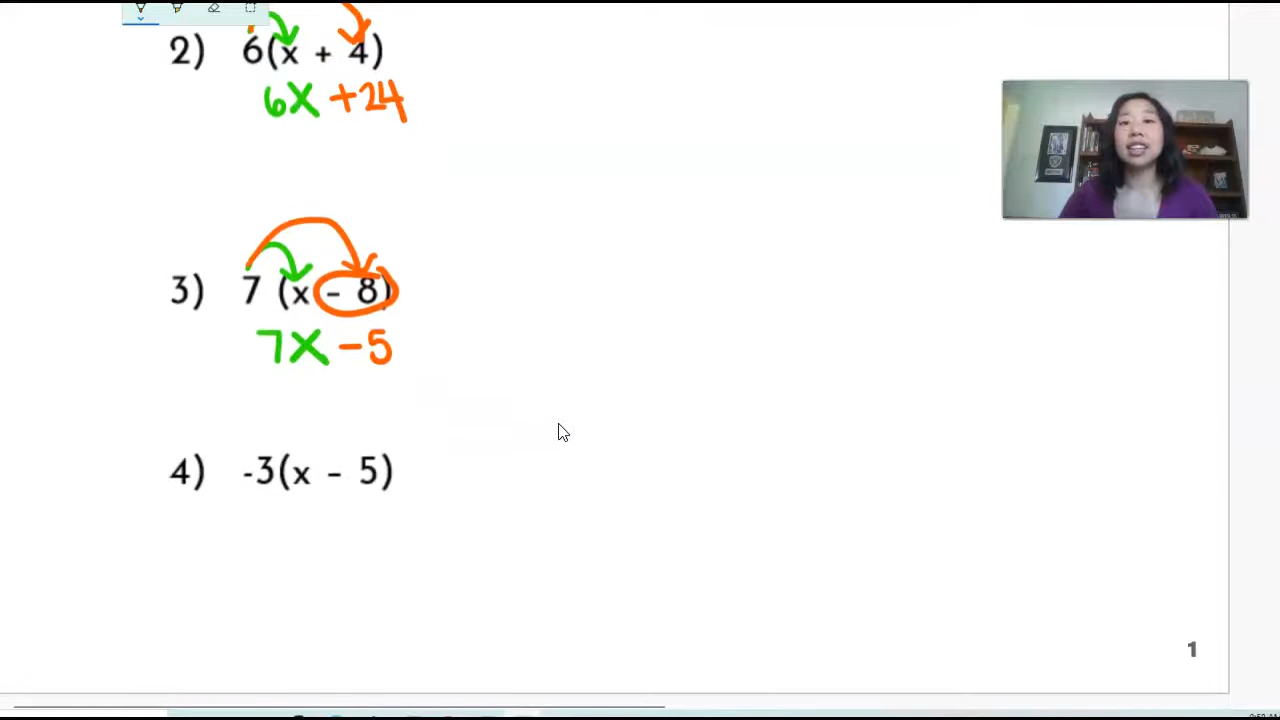 2) 6(x + 4)
6X +24
3) 7 (x - 8)
7X -5
4) -3(x - 5)
1